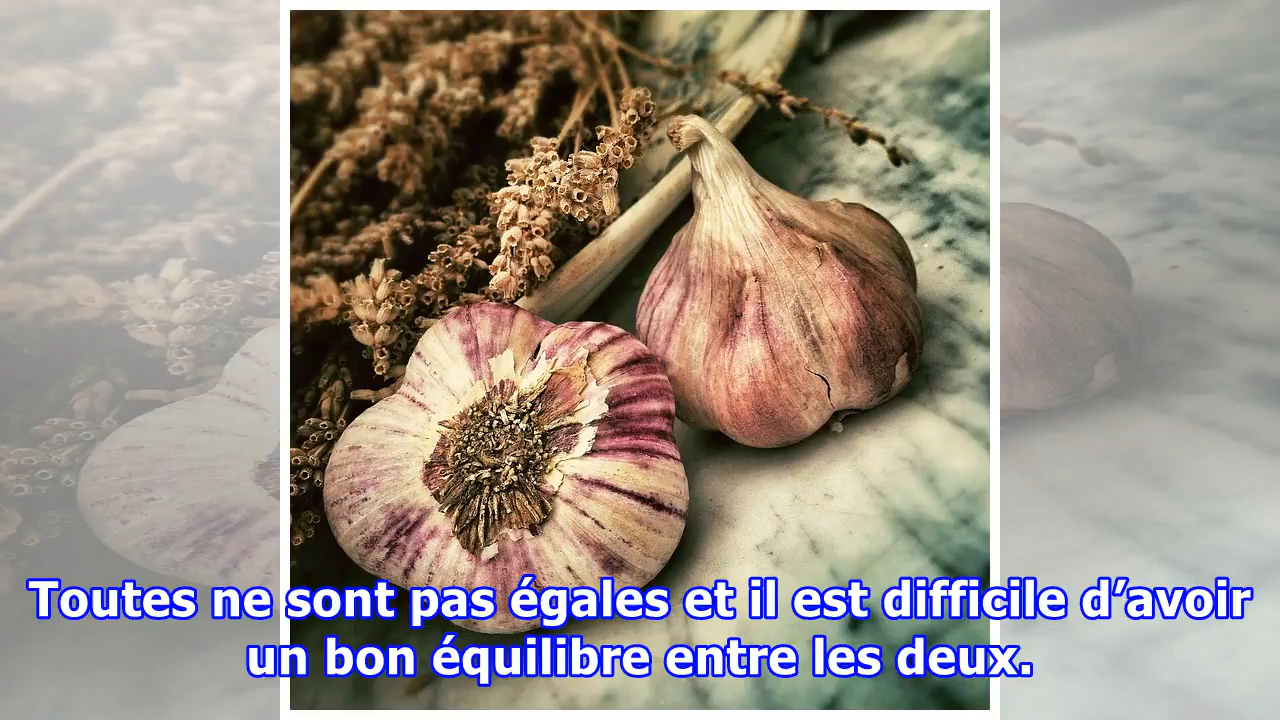 Toutes ne sont pas égales et il est difficile d’avoir
un bon équilibre entre les deux.